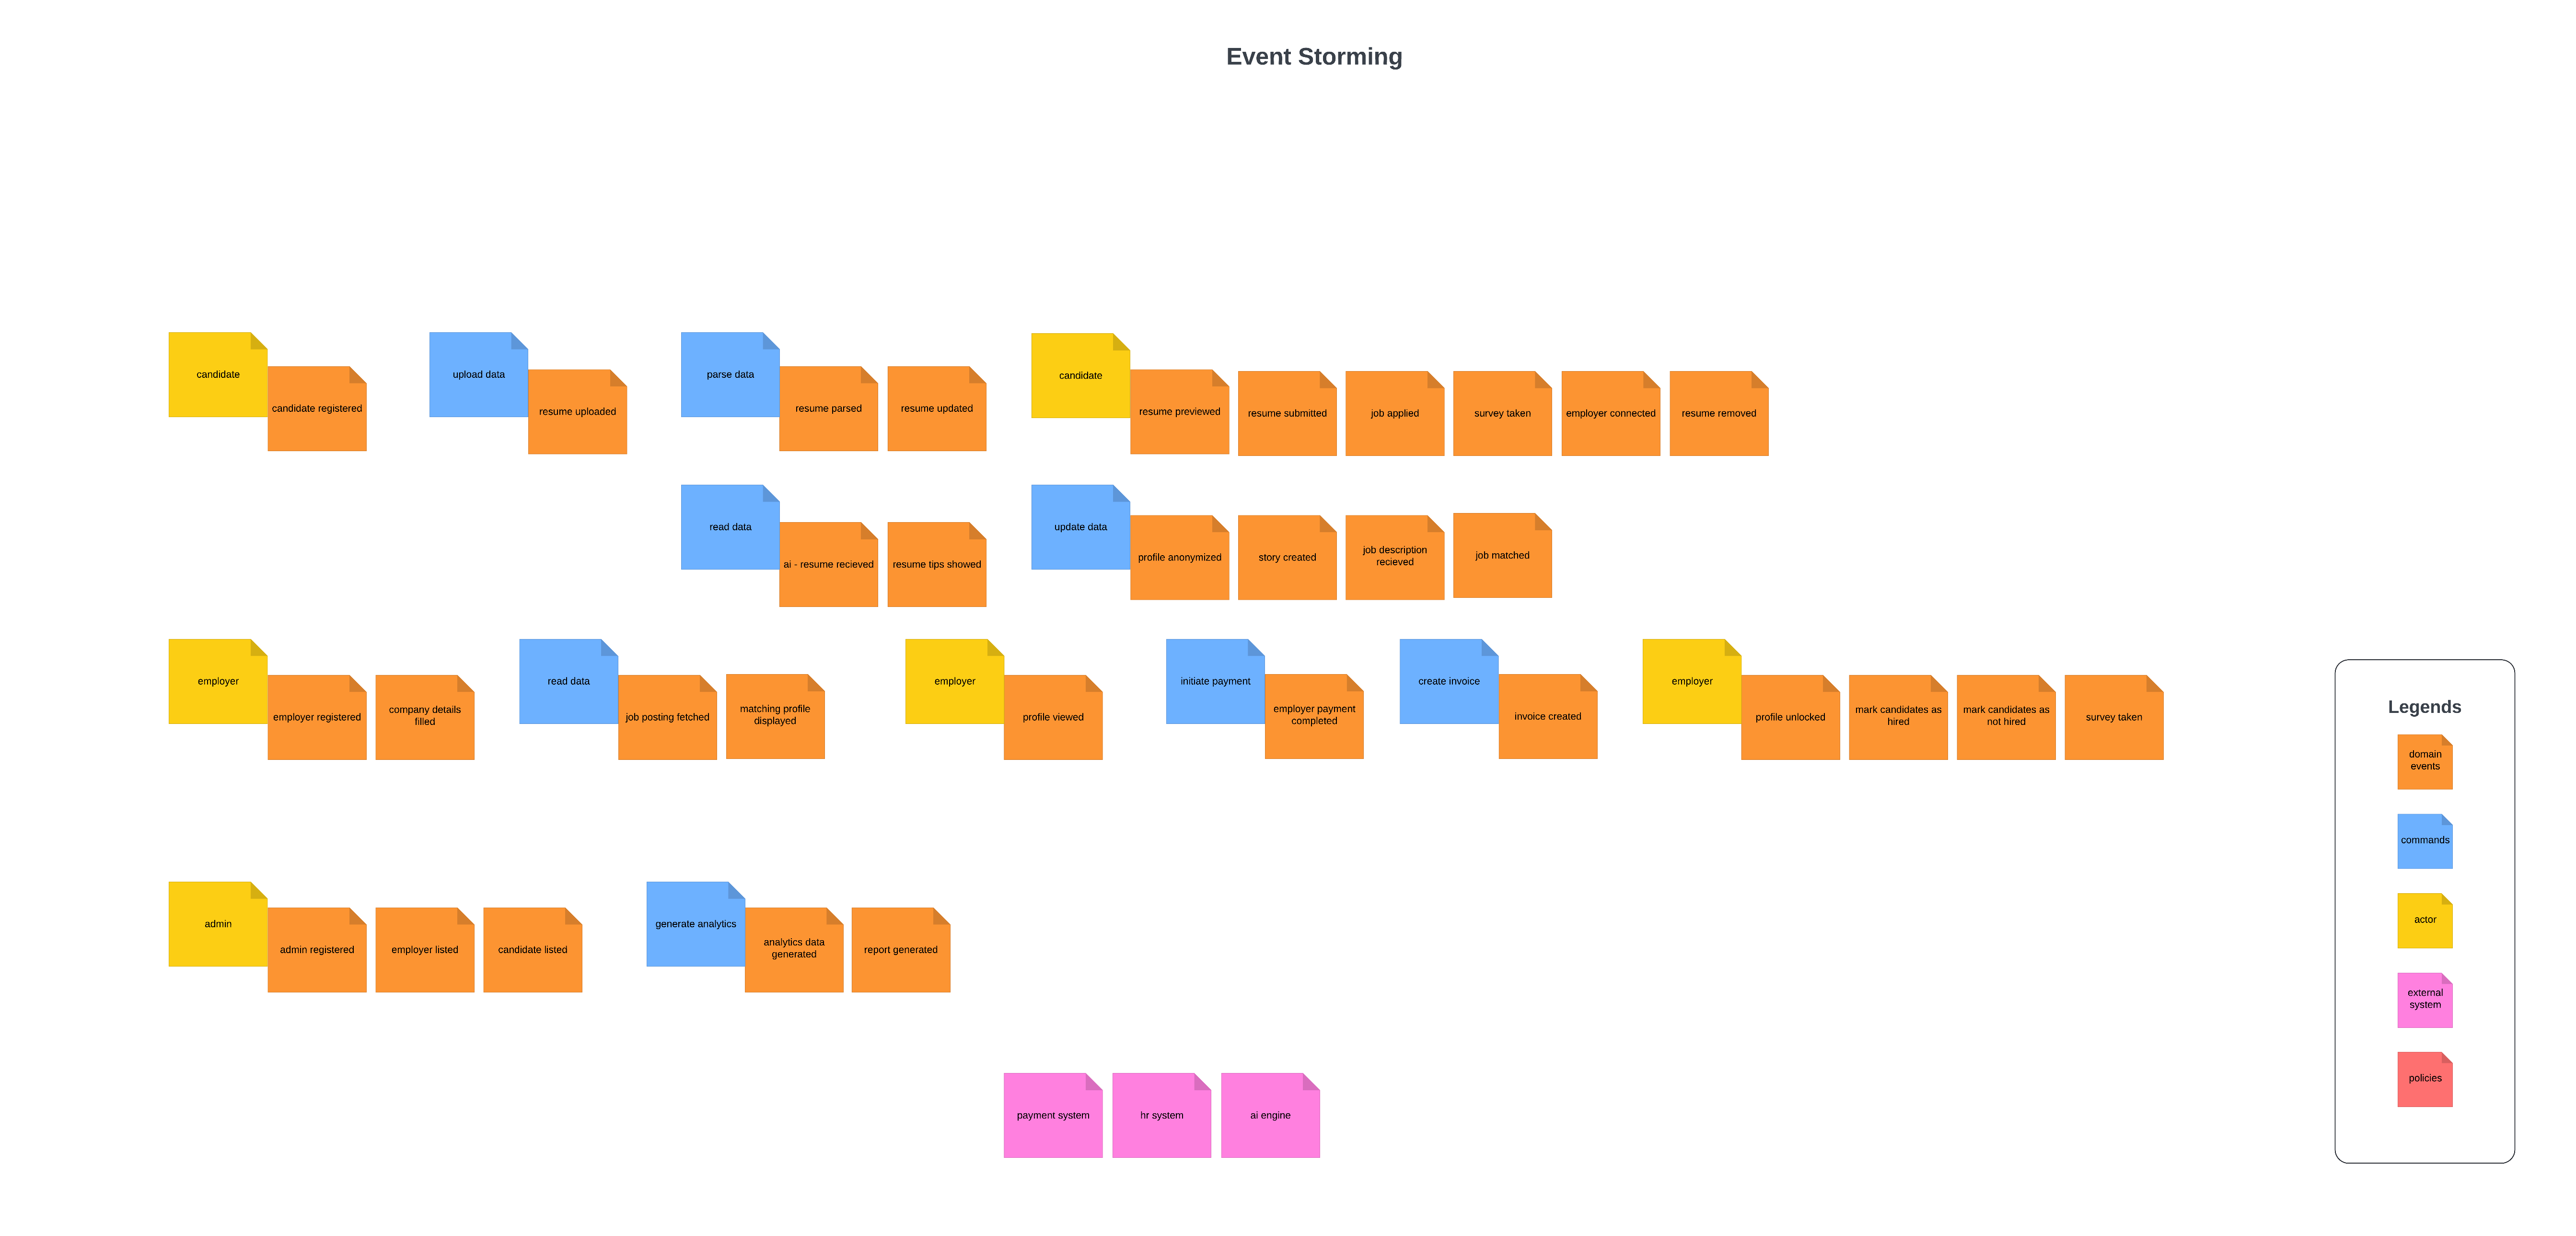 Event Storming
candidate
candidate registered
upload data
resume uploaded
parse data
resume parsed
resume updated
candidate
resume previewed
resume submitted
job applied
survey taken
employer connected
resume removed
read data
ai - resume recieved
resume tips showed
update data
profile anonymized
story created
job description
recieved
job matched
employer
employer registered
company details
filled
read data
job posting fetched
matching profile
displayed
employer
profile viewed
initiate payment
employer payment
completed
create invoice
invoice created
employer
profile unlocked
mark candidates as
hired
mark candidates as
not hired
survey taken
admin
admin registered
employer listed
candidate listed
generate analytics
analytics data
generated
report generated
payment system
hr system
ai engine
Legends
domain
events
commands
actor
external
system
policies